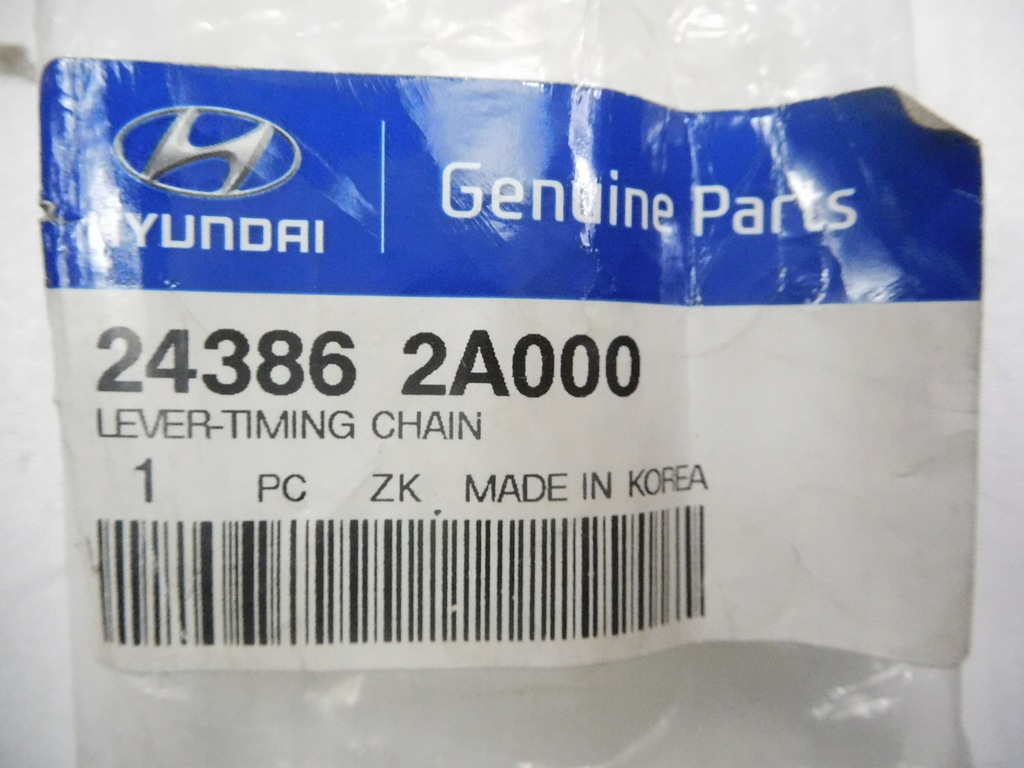 HYUNDAI
Genuine Parts
24386 2A000
LEVER-TIMING CHAIN
1 PC ZK MADE IN KOREA